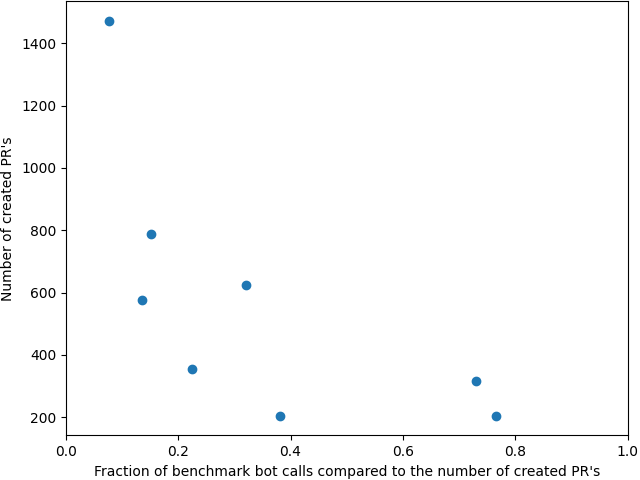 1400
1200
1000
800
600
400
200
Number of created PR's
0.0 0.2 0.4 0.6 0.8 1.0
Fraction of benchmark bot calls compared to the number of created PR's